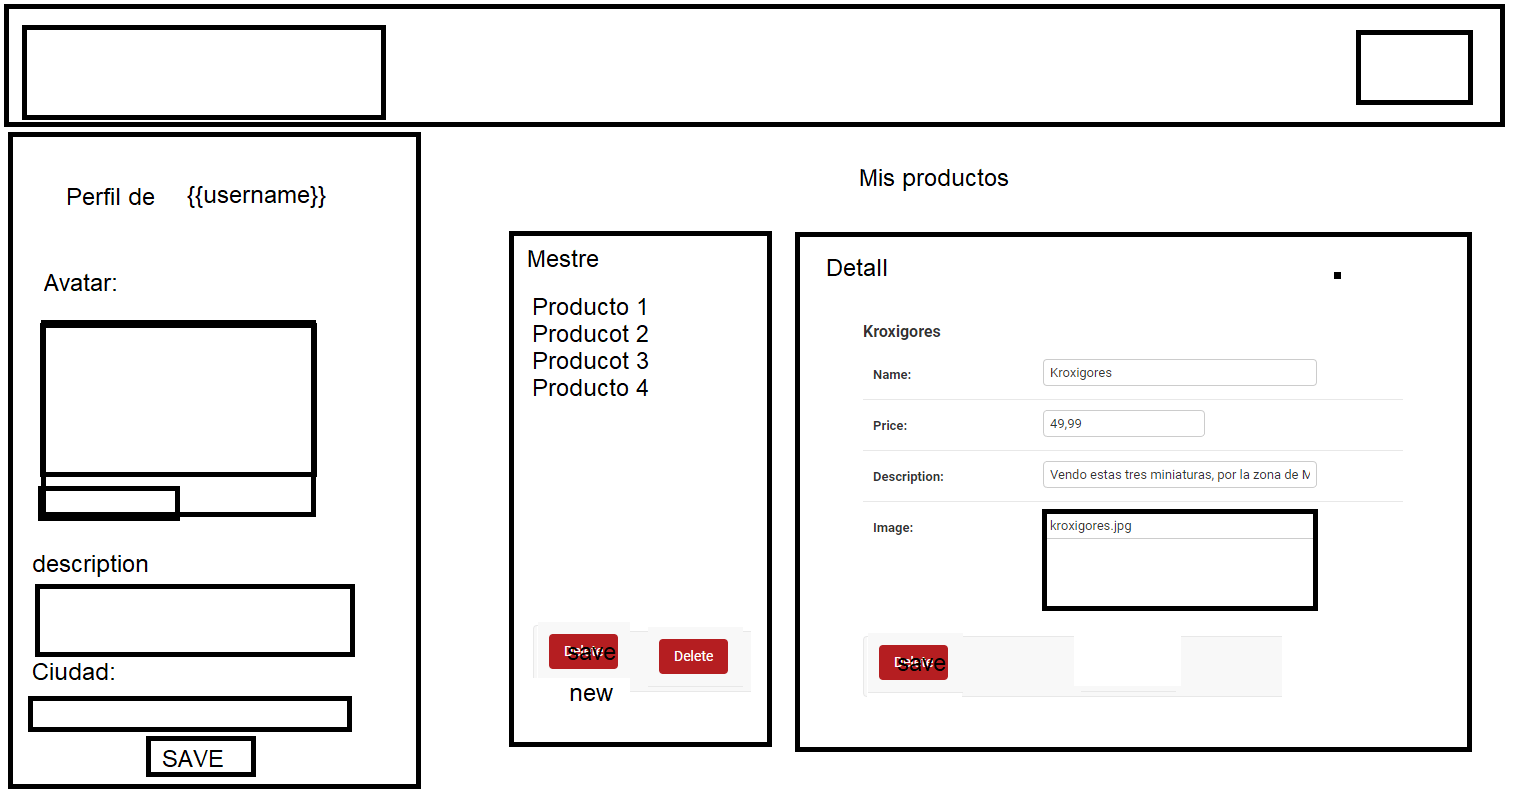 Perfil de {{username}}
Avatar:
description
Ciudad:
SAVE
Mis productos
Mestre
Producto 1
Producot 2
Producot 3
Producto 4
save
Delete
new
Detall
Kroxigores
Name: Kroxigores
Price: 49,99
Description: Vendo estas tres miniaturas, por la zona de M
Image: kroxigores.jpg
save